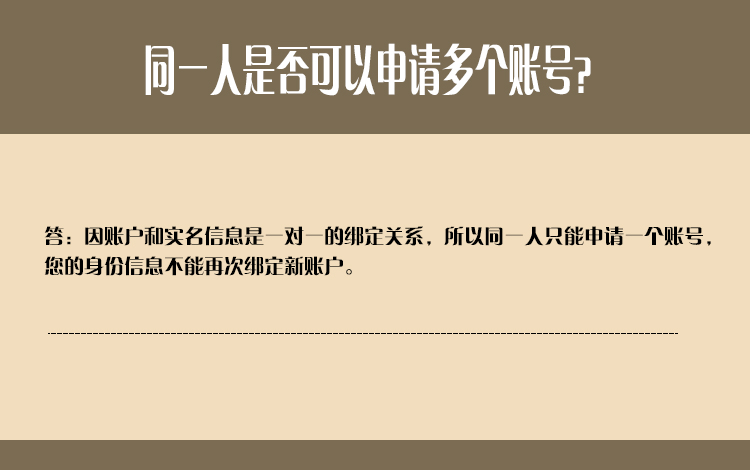 同一人是否可以申请多个账号?
答：因账户和实名信息是一对一的绑定关系，所以同一人只能申请一个账号，
您的身份信息不能再次绑定新账户。